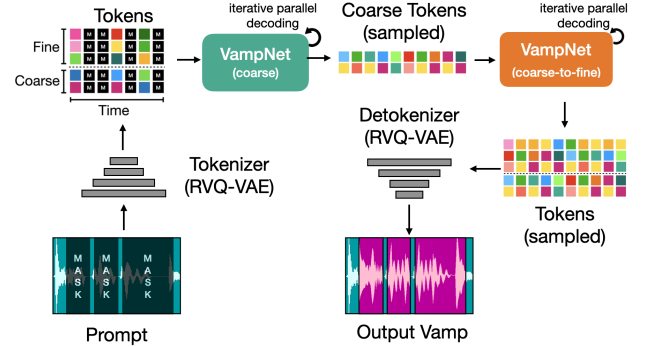 Tokens
Fine
Coarse
M M M M
M M M M
M M M M
M M M M
M M M M
Time
iterative parallel
decoding
VampNet
(coarse)
Coarse Tokens
(sampled)
iterative parallel
decoding
VampNet
(coarse-to-fine)
Tokenizer
(RVQ-VAE)
Detokenizer
(RVQ-VAE)
Tokens
(sampled)
MASK
MASK
MASK
Prompt
Output Vamp